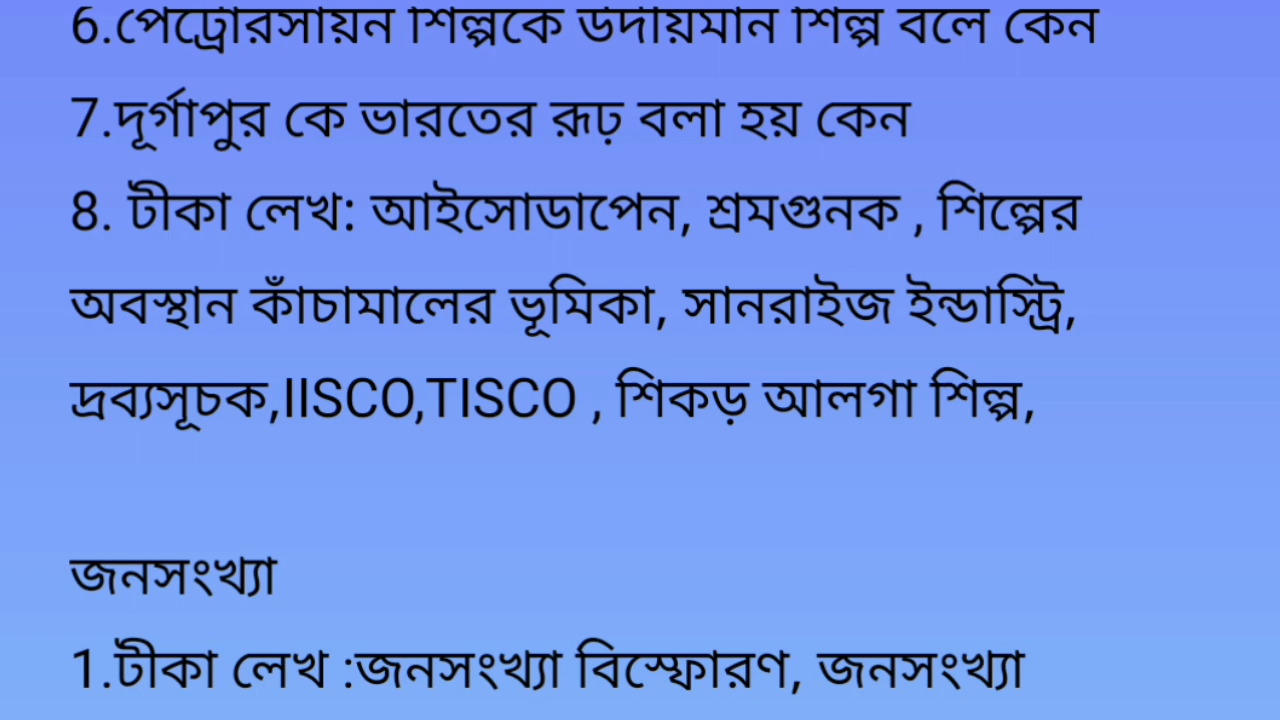 6.পেট্রোরসায়ন শিল্পকে উদীয়মান শিল্প বলে কেন
7.দূর্গাপুর কে ভারতের রূঢ় বলা হয় কেন
8. টীকা লেখ: আইসোডাপেন, শ্রমগুনক , শিল্পের
অবস্থান কাঁচামালের ভূমিকা, সানরাইজ ইন্ডাস্ট্রি,
দ্রব্যসূচক,IISCO,TISCO , শিকড় আলগা শিল্প,
জনসংখ্যা
1.টীকা লেখ :জনসংখ্যা বিস্ফোরণ, জনসংখ্যা